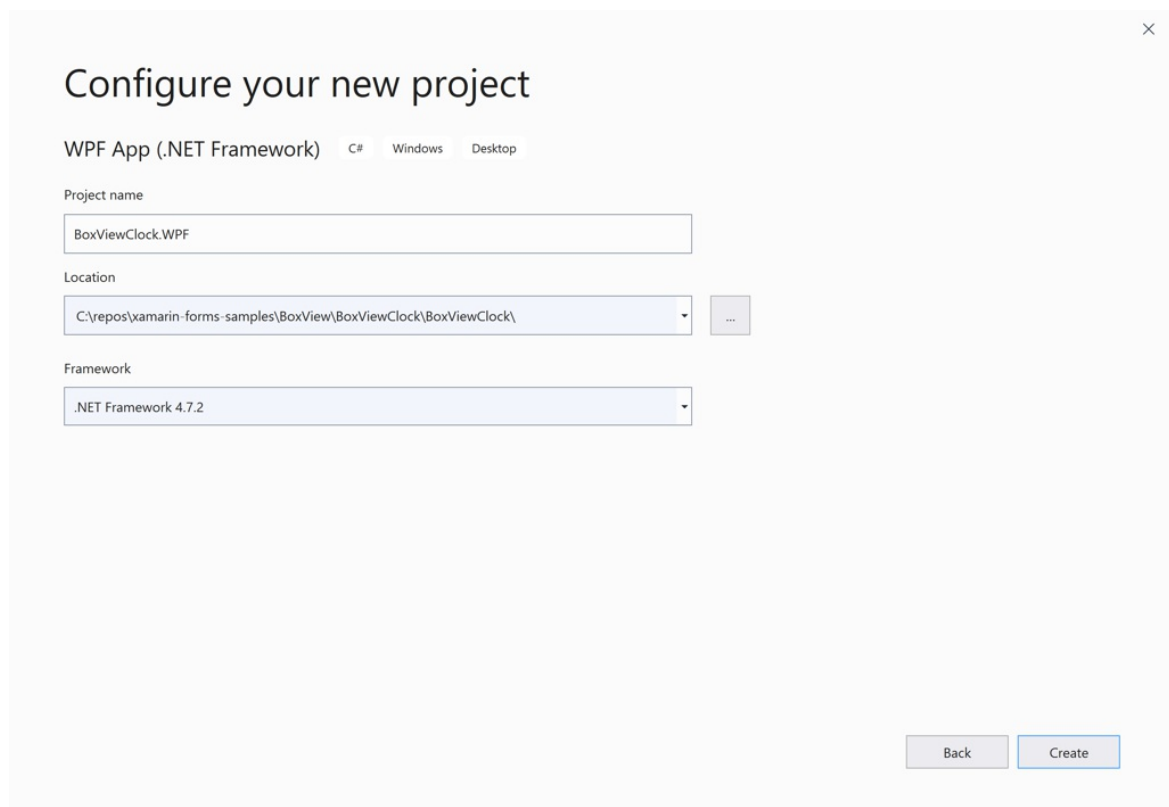 Configure your new project
WPF App (.NET Framework) C# Windows Desktop
Project name
BoxViewClock.WPF
Location
C:\repos\xamarin-forms-samples\BoxView\BoxViewClock\BoxViewClock\
...
Framework
.NET Framework 4.7.2
Back Create